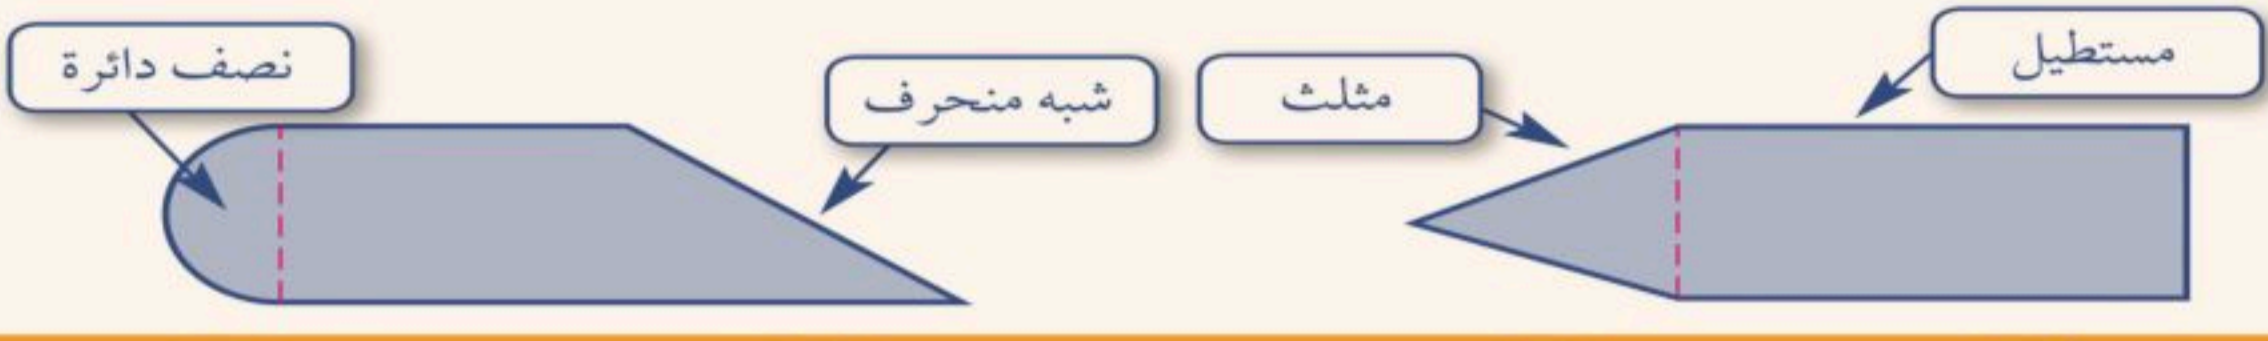 مستطيل
مثلث
شبه منحرف
نصف دائرة